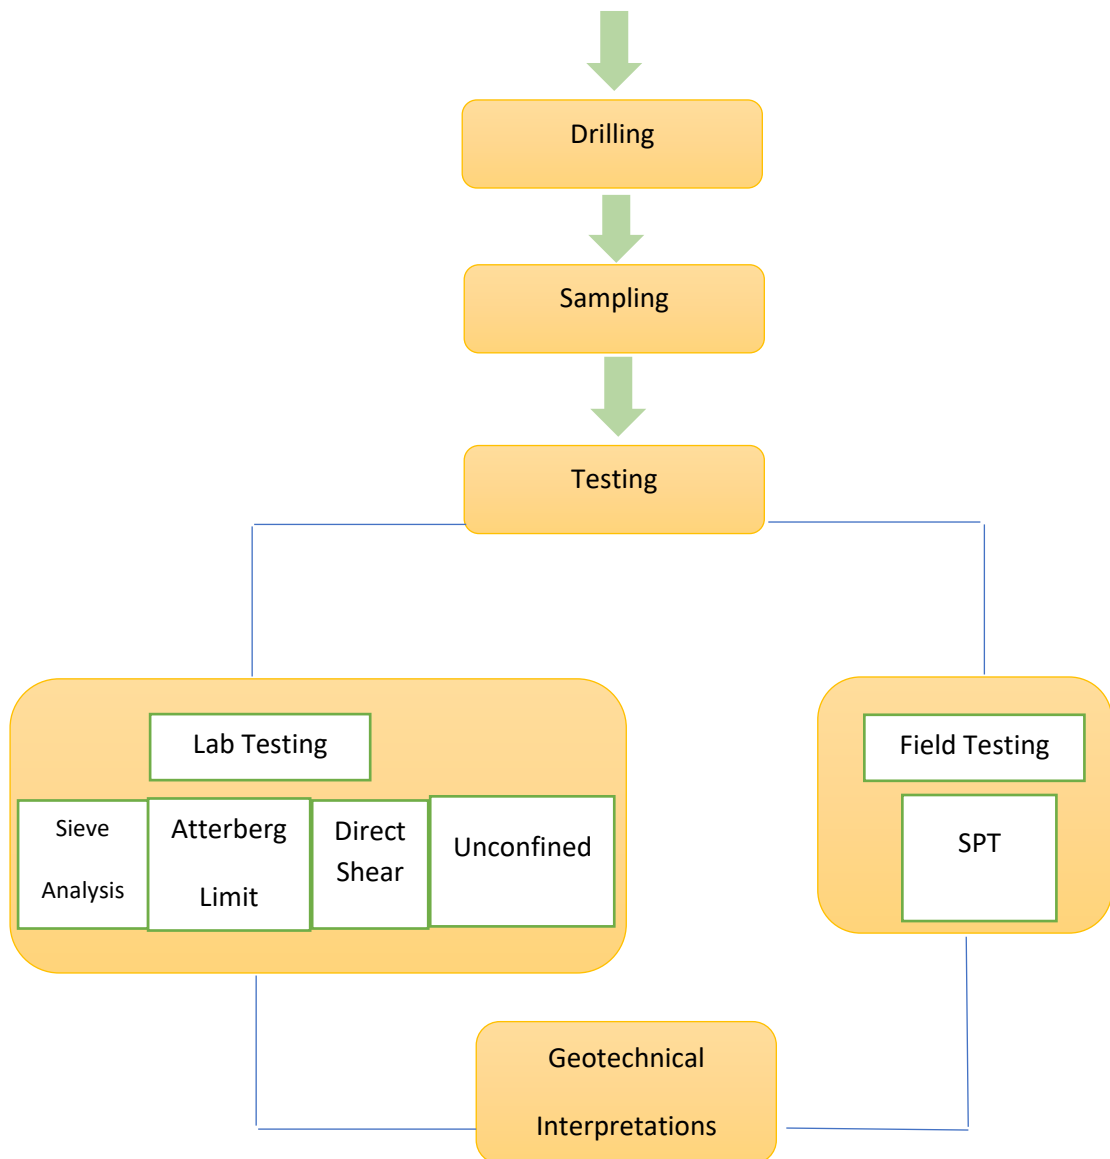 Drilling
Sampling
Testing
Lab Testing
Sieve
Analysis
Atterberg
Limit
Direct
Shear
Unconfined
Field Testing
SPT
Geotechnical
Interpretations